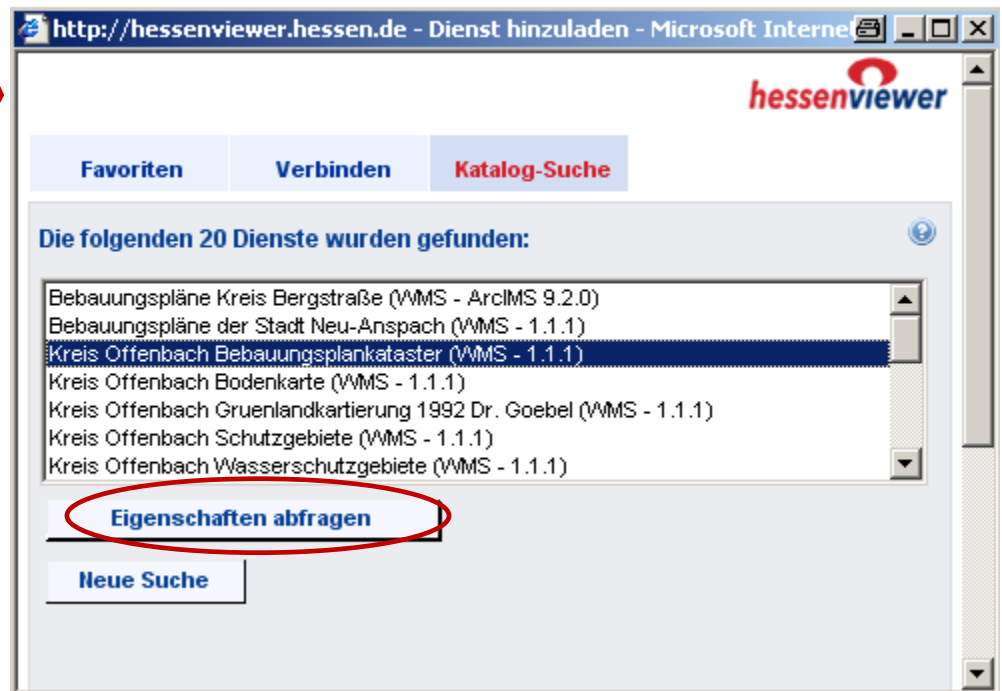 http://hessenviewer.hessen.de - Dienst hinzuladen - Microsoft Interne
hessenviewer
Favoriten Verbinden Katalog-Suche
Die folgenden 20 Dienste wurden gefunden:
Bebauungspläne Kreis Bergstraße (WMS - ArcIMS 9.2.0)
Bebauungspläne der Stadt Neu-Anspach (WMS - 1.1.1)
Kreis Offenbach Bebauungsplankataster (WMS - 1.1.1)
Kreis Offenbach Bodenkarte (WMS - 1.1.1)
Kreis Offenbach Gruenlandkartierung 1992 Dr. Goebel (WMS - 1.1.1)
Kreis Offenbach Schutzgebiete (WMS - 1.1.1)
Kreis Offenbach Wasserschutzgebiete (WMS - 1.1.1)
Eigenschaften abfragen
Neue Suche